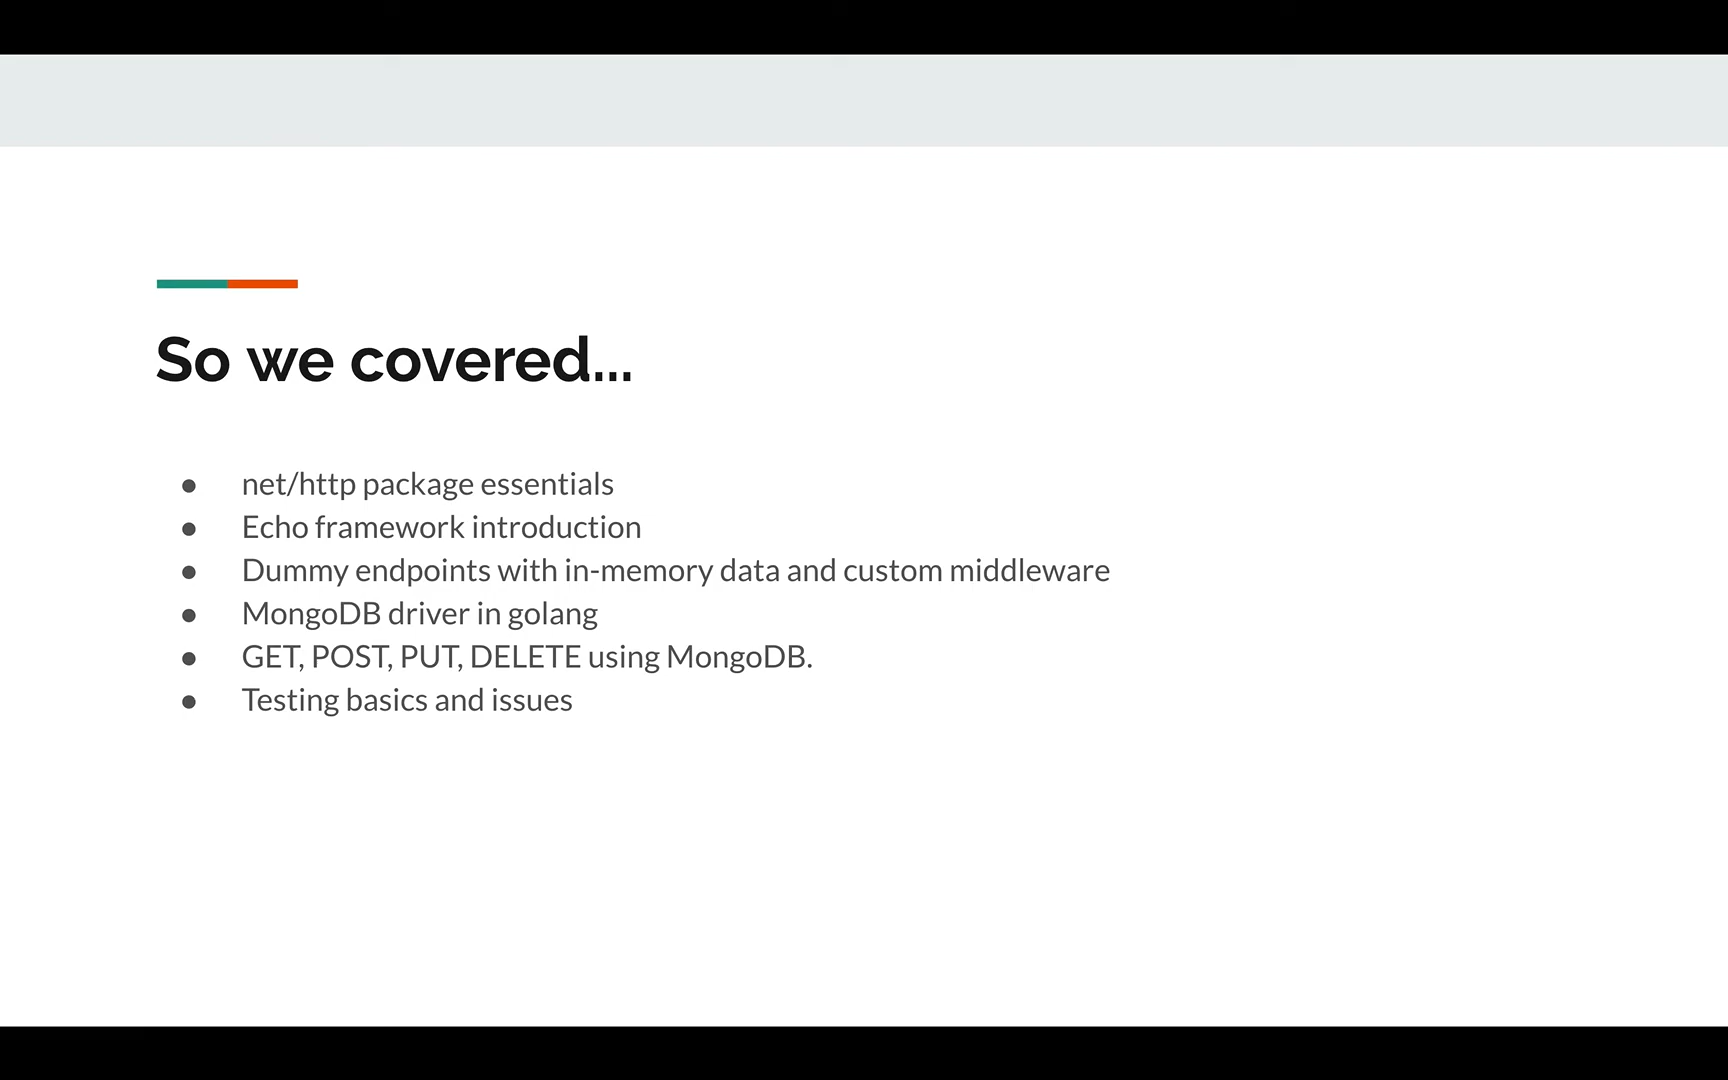 So we covered...
● net/http package essentials
● Echo framework introduction
● Dummy endpoints with in-memory data and custom middleware
● MongoDB driver in golang
● GET, POST, PUT, DELETE using MongoDB.
● Testing basics and issues